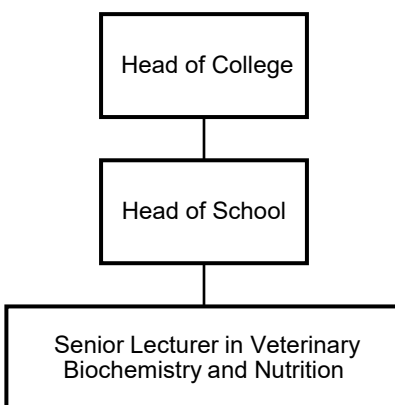 Head of College
Head of School
Senior Lecturer in Veterinary
Biochemistry and Nutrition